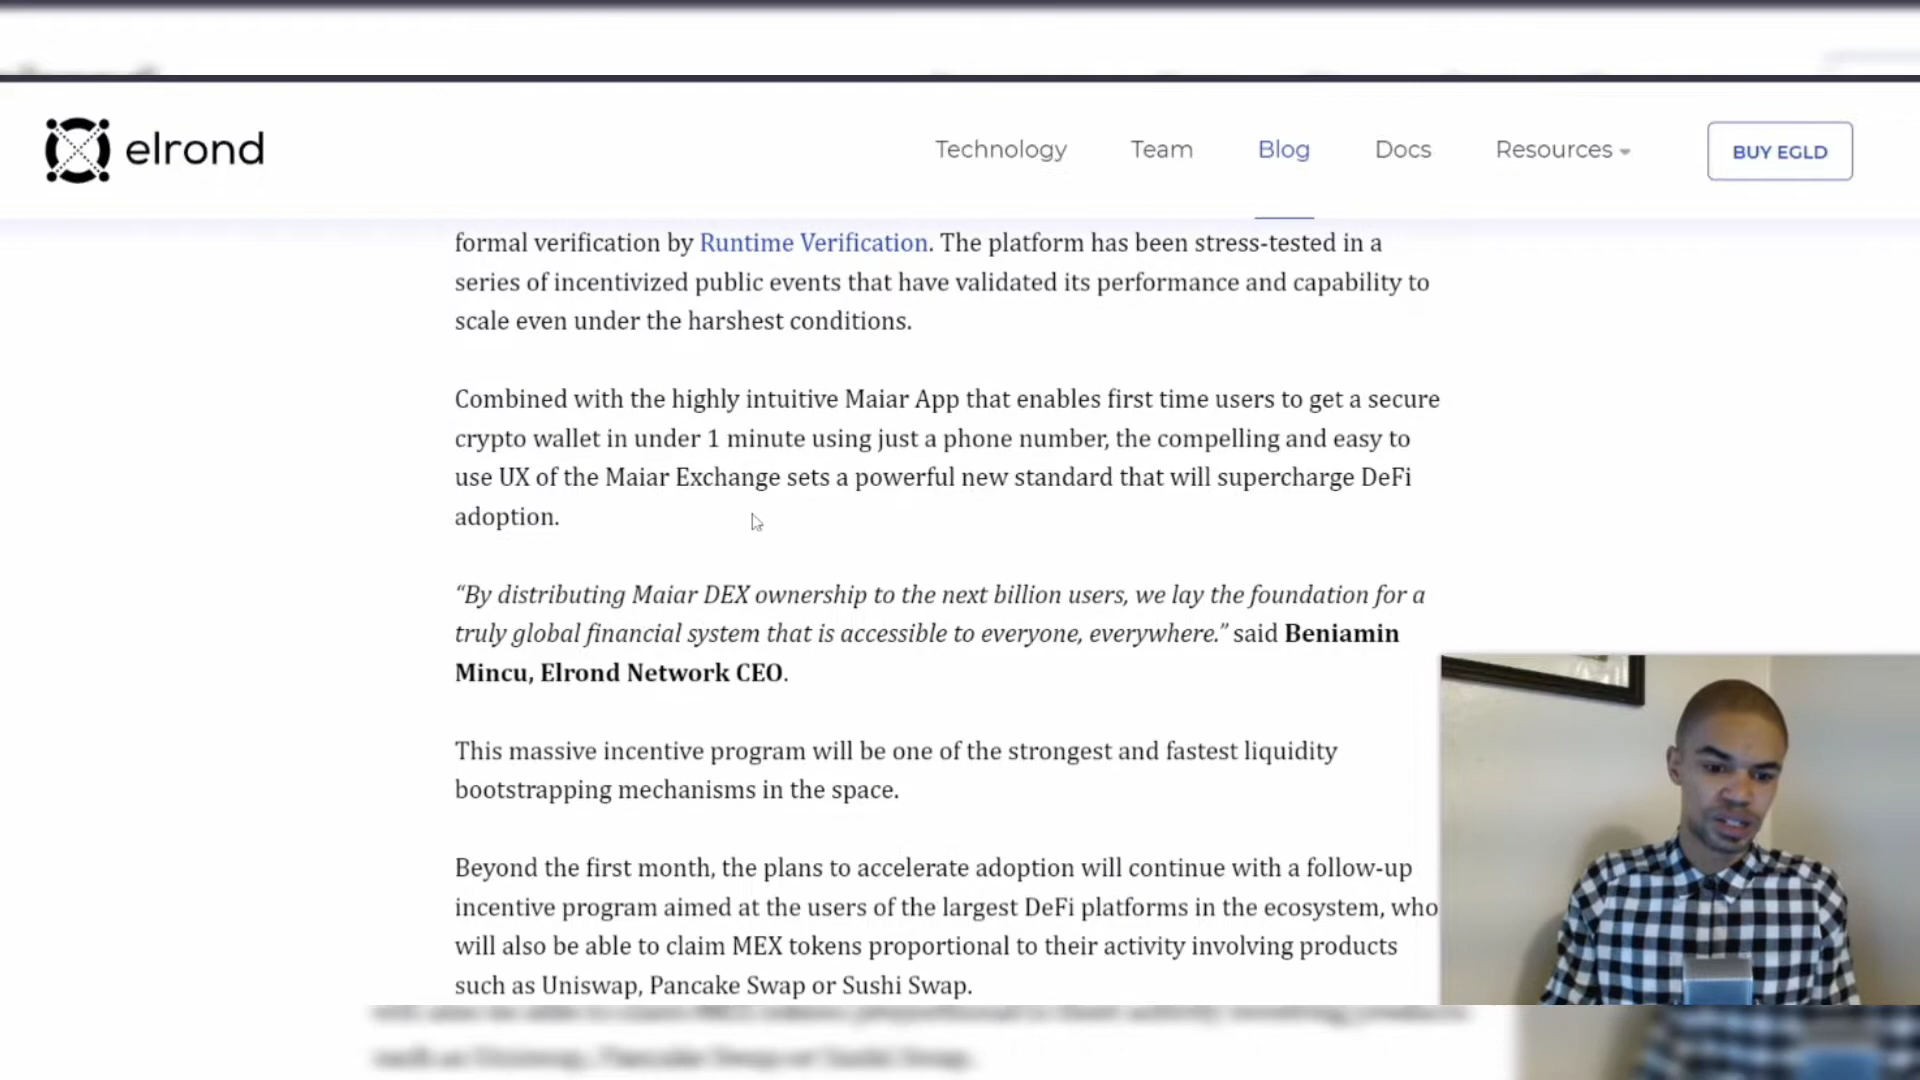 elrond
Technology
Team
Blog
Docs
Resources
BUY EGLD
formal verification by Runtime Verification. The platform has been stress-tested in a
series of incentivized public events that have validated its performance and capability to
scale even under the harshest conditions.
Combined with the highly intuitive Maiar App that enables first time users to get a secure
crypto wallet in under 1 minute using just a phone number, the compelling and easy to
use UX of the Maiar Exchange sets a powerful new standard that will supercharge DeFi
adoption.
“By distributing Maiar DEX ownership to the next billion users, we lay the foundation for a
truly global financial system that is accessible to everyone, everywhere.” said Beniamin
Mincu, Elrond Network CEO.
This massive incentive program will be one of the strongest and fastest liquidity
bootstrapping mechanisms in the space.
Beyond the first month, the plans to accelerate adoption will continue with a follow-up
incentive program aimed at the users of the largest DeFi platforms in the ecosystem, who
will also be able to claim MEX tokens proportional to their activity involving products
such as Uniswap, Pancake Swap or Sushi Swap.